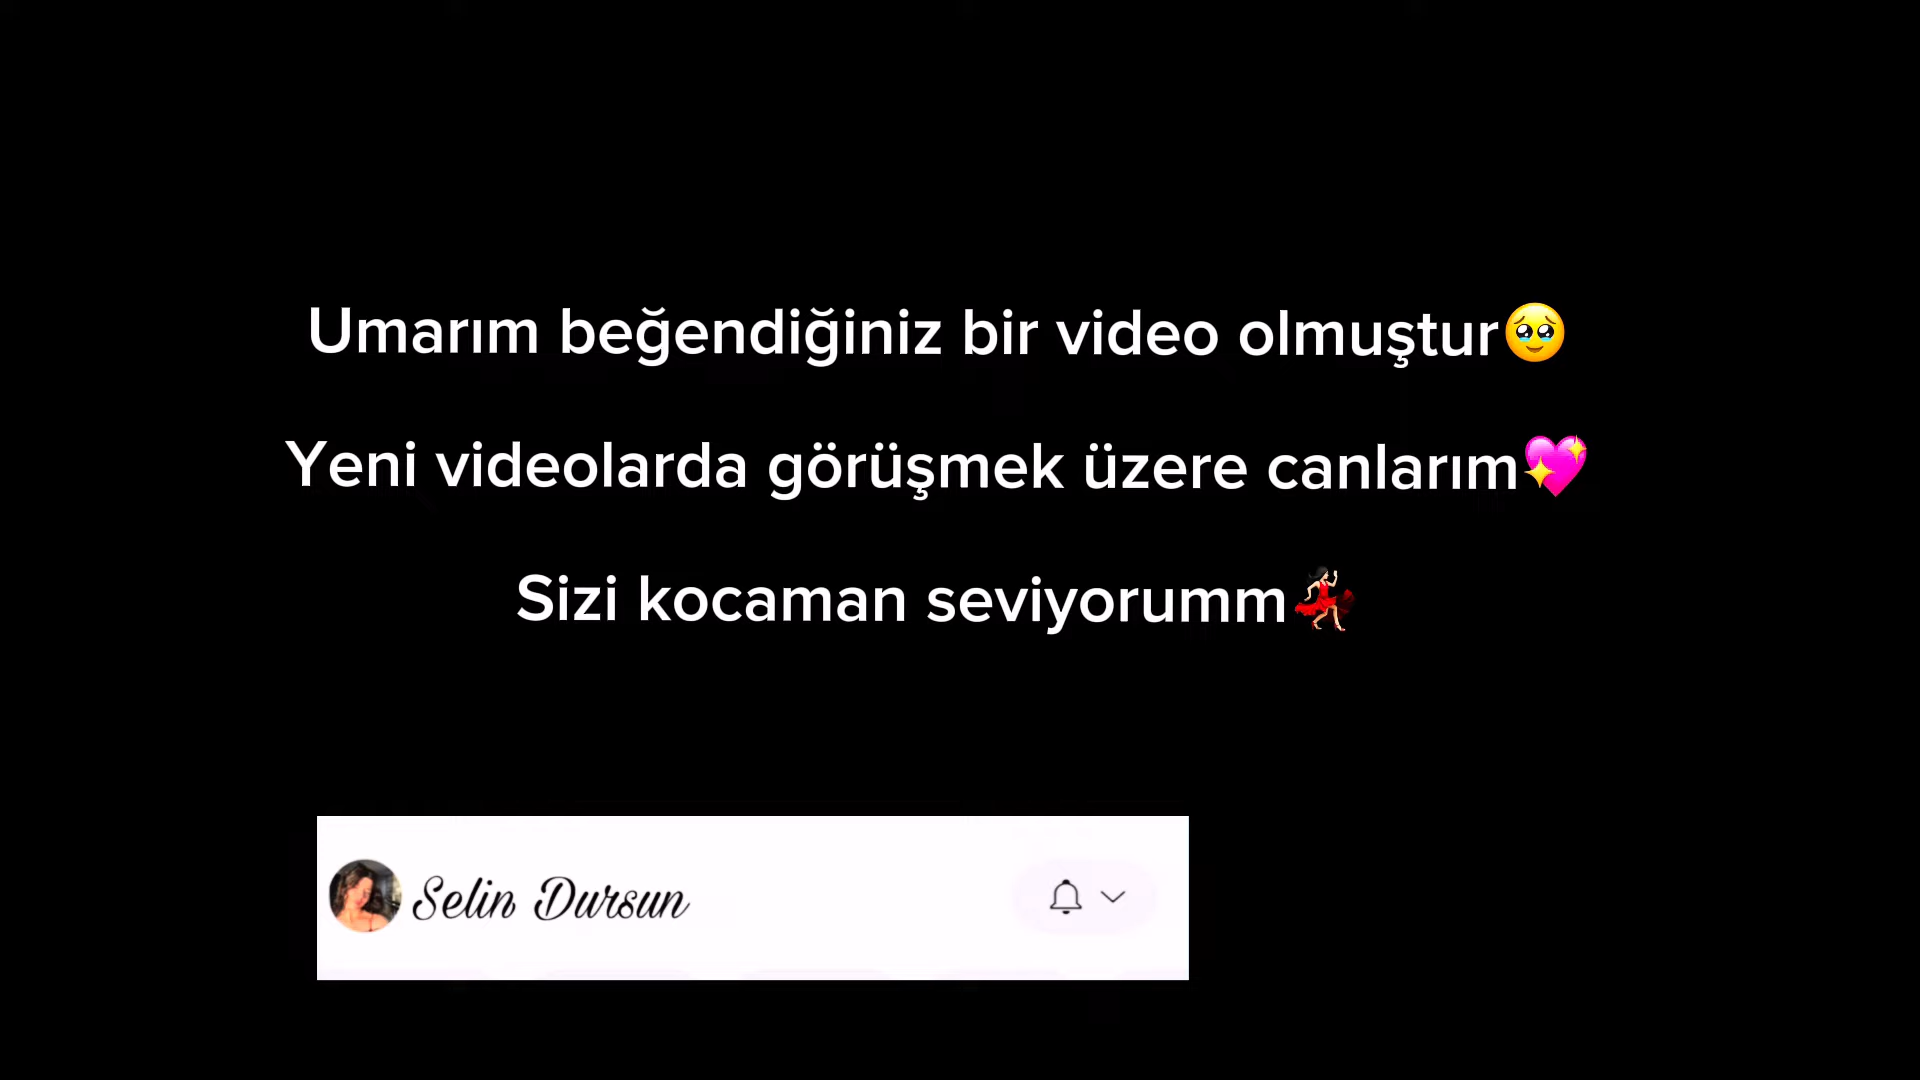 Umarım beğendiğiniz bir video olmuştur🥹
Yeni videolarda görüşmek üzere canlarım💖
Sizi kocaman seviyorumm💃🏻
Selin Dursun